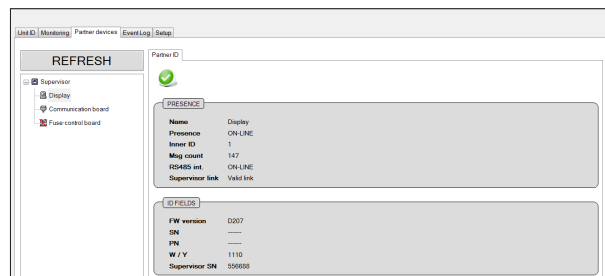 Unit ID Monitoring Partner devices Event Log Setup
REFRESH
Supervisor
Display
Communication board
Fuse-control board
Partner ID
PRESENCE
Name Display
Presence ON-LINE
Inner ID 1
Msg count 147
RS485 int. ON-LINE
Supervisor link Valid link
ID FIELDS
FW version D207
SN ------
PN ------
W / Y 1110
Supervisor SN 556688